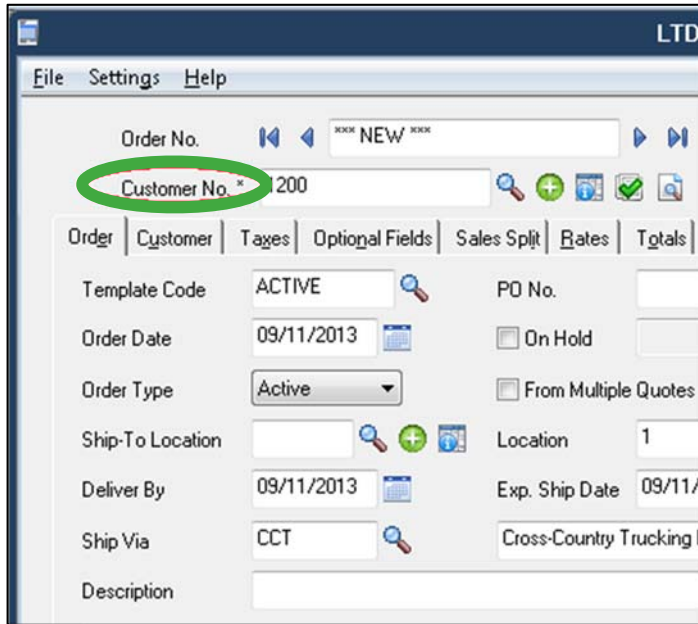 LTD
File Settings Help
Order No. *** NEW ***
Customer No. * 1200
Order Customer Taxes Optional Fields Sales Split Rates Totals
Template Code ACTIVE PO No.
Order Date 09/11/2013 On Hold
Order Type Active From Multiple Quotes
Ship-To Location Location 1
Deliver By 09/11/2013 Exp. Ship Date 09/11/
Ship Via CCT Cross-Country Trucking
Description